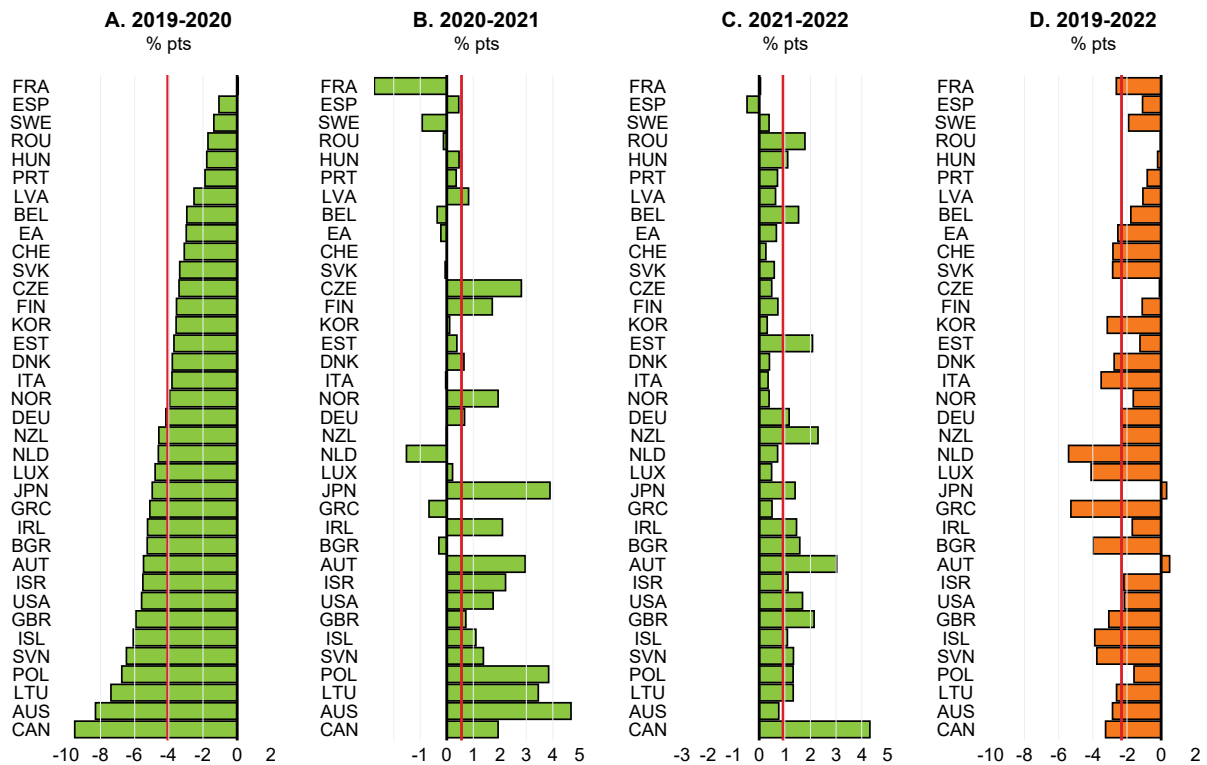 A. 2019-2020 B. 2020-2021 C. 2021-2022 D. 2019-2022
% pts % pts % pts % pts
FRA FRA FRA FRA
ESP ESP ESP ESP
SWE SWE SWE SWE
ROU ROU ROU ROU
HUN HUN HUN HUN
PRT PRT PRT PRT
LVA LVA LVA LVA
BEL BEL BEL BEL
EA EA EA EA
CHE CHE CHE CHE
SVK SVK SVK SVK
CZE CZE CZE CZE
FIN FIN FIN FIN
KOR KOR KOR KOR
EST EST EST EST
DNK DNK DNK DNK
ITA ITA ITA ITA
NOR NOR NOR NOR
DEU DEU DEU DEU
NZL NZL NZL NZL
NLD NLD NLD NLD
LUX LUX LUX LUX
JPN JPN JPN JPN
GRC GRC GRC GRC
IRL IRL IRL IRL
BGR BGR BGR BGR
AUT AUT AUT AUT
ISR ISR ISR ISR
USA USA USA USA
GBR GBR GBR GBR
ISL ISL ISL ISL
SVN SVN SVN SVN
POL POL POL POL
LTU LTU LTU LTU
AUS AUS AUS AUS
CAN CAN CAN CAN
-10 -8 -6 -4 -2 0 2 -1 0 1 2 3 4 5 -3 -2 -1 0 1 2 3 4 5 -10 -8 -6 -4 -2 0 2